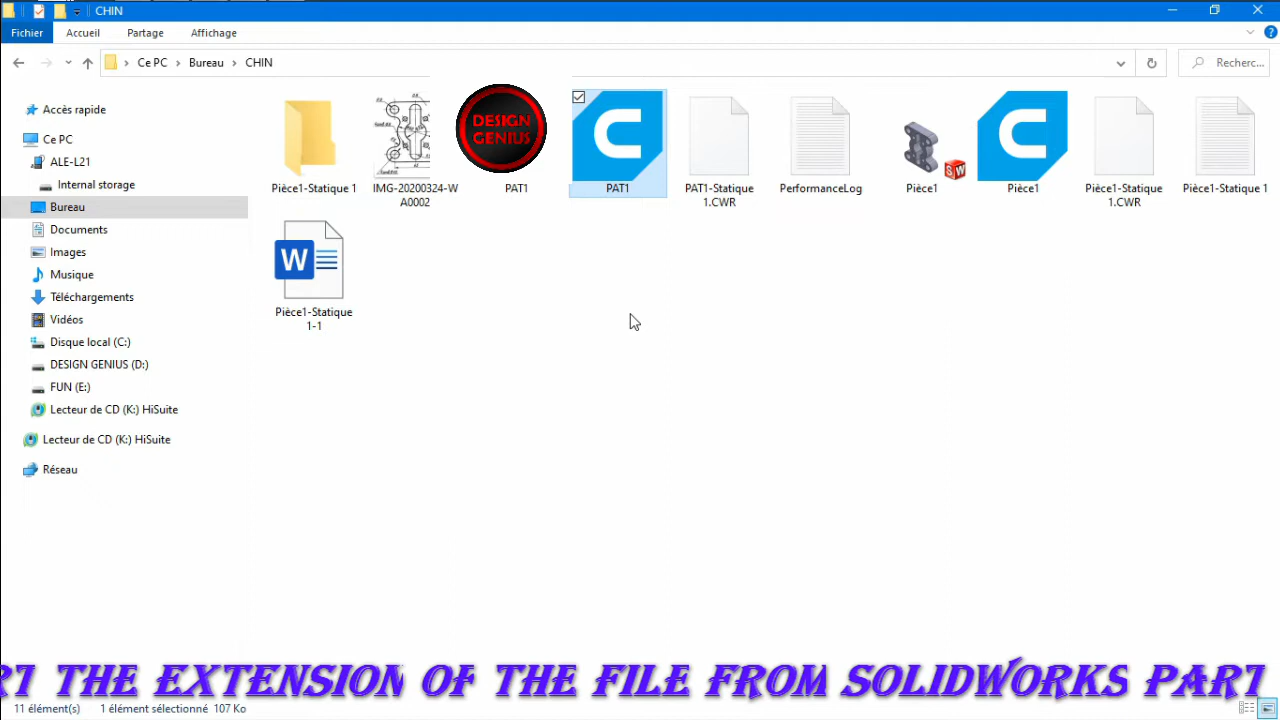 CHIN
Fichier
Accueil
Partage
Affichage
Ce PC
Bureau
CHIN
Recherc...
Accès rapide
Ce PC
ALE-L21
Internal storage
Bureau
Documents
Images
Musique
Téléchargements
Vidéos
Disque local (C:)
DESIGN GENIUS (D:)
FUN (E:)
Lecteur de CD (K:) HiSuite
Lecteur de CD (K:) HiSuite
Réseau
Pièce1-Statique 1
IMG-20200324-W
A0002
DESIGN
GENIUS
PAT1
PAT1
PAT1-Statique
1.CWR
PerformanceLog
SW
Pièce1
Pièce1
Pièce1-Statique
1.CWR
Pièce1-Statique 1
W
Pièce1-Statique
1-1
RT THE EXTENSION OF THE FILE FROM SOLIDWORKS PART
11 élément(s)
1 élément sélectionné 107 Ko